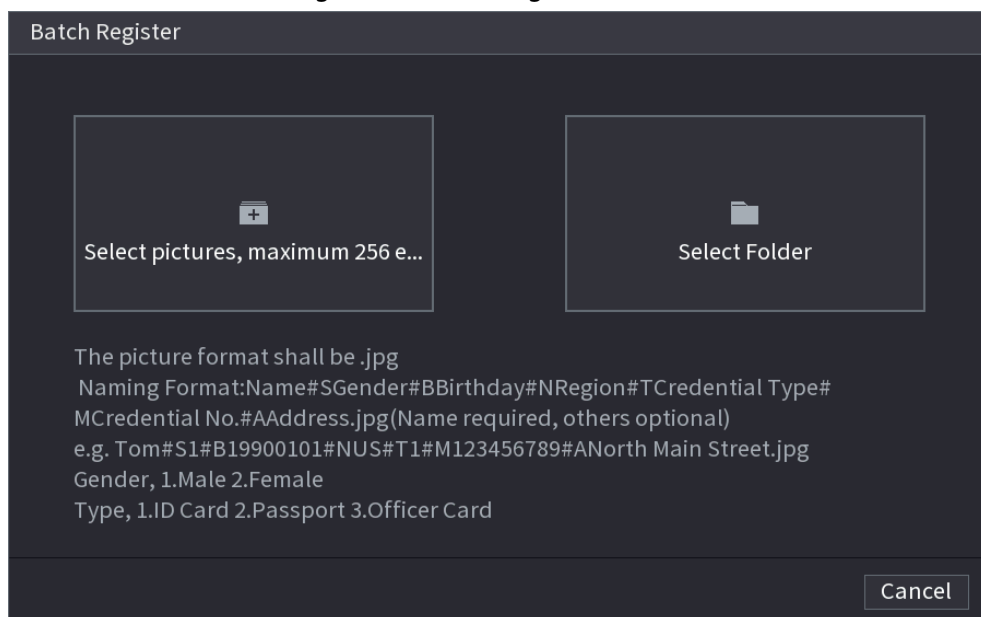 Batch Register
Select pictures, maximum 256 e...
Select Folder
The picture format shall be .jpg
Naming Format:Name#SGender#BBirthday#NRegion#TCredential Type#
MCredential No.#AAddress.jpg(Name required, others optional)
e.g. Tom#S1#B19900101#NUS#T1#M123456789#ANorth Main Street.jpg
Gender, 1.Male 2.Female
Type, 1.ID Card 2.Passport 3.Officer Card
Cancel